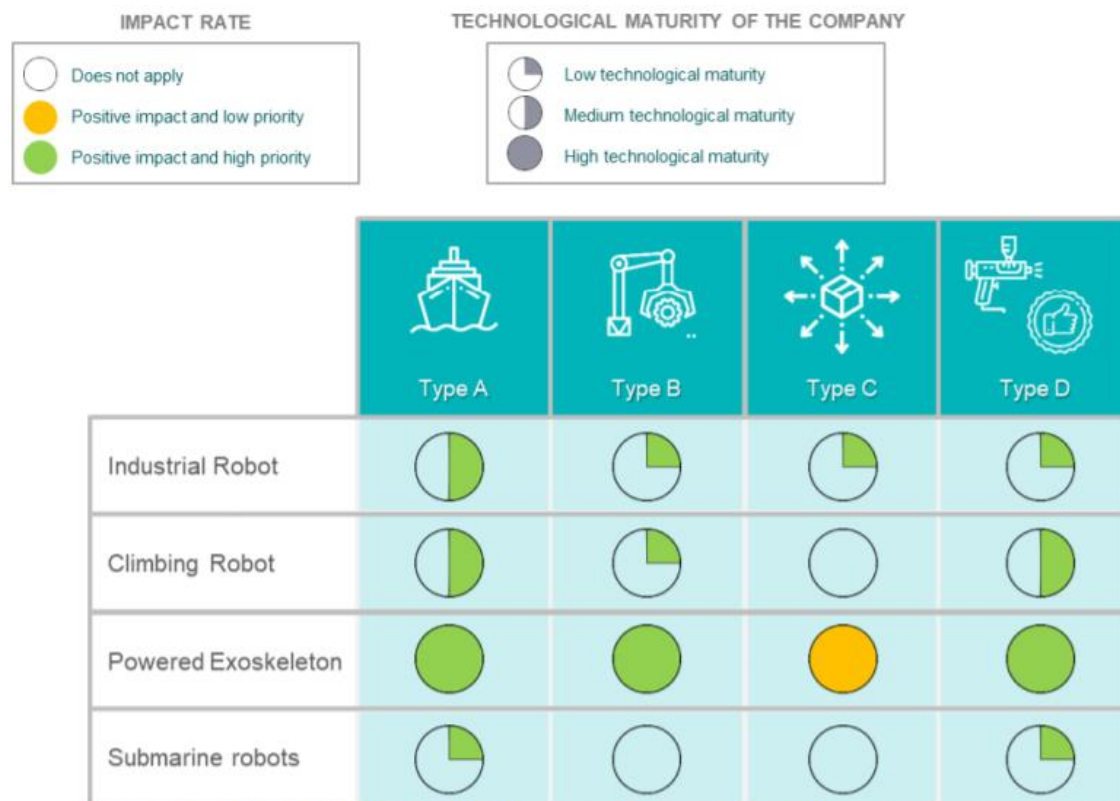 IMPACT RATE
TECHNOLOGICAL MATURITY OF THE COMPANY
Does not apply
Positive impact and low priority
Positive impact and high priority
Low technological maturity
Medium technological maturity
High technological maturity
Type A
Type B
Type C
Type D
Industrial Robot
Climbing Robot
Powered Exoskeleton
Submarine robots